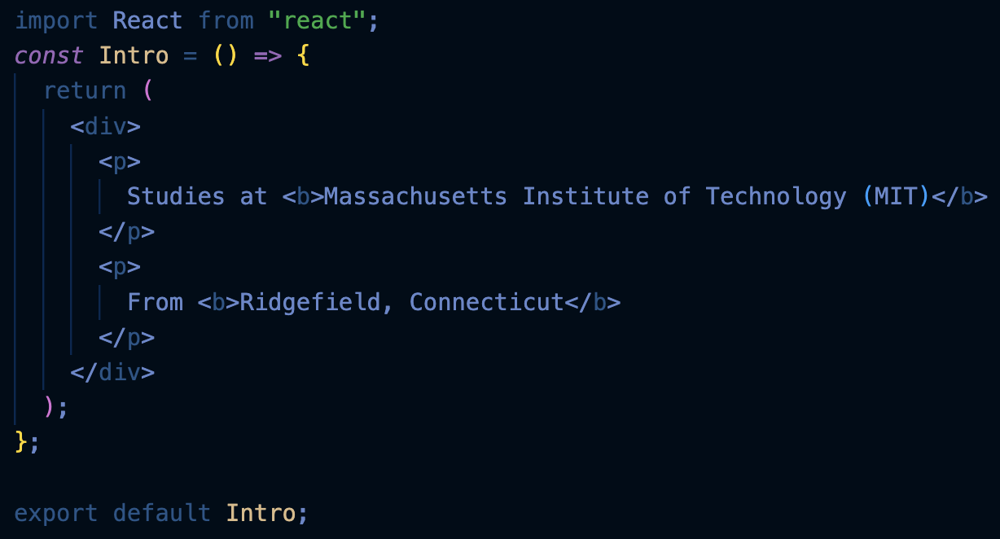 import React from "react";
const Intro = () => {
  return (
    <div>
      <p>
        Studies at <b>Massachusetts Institute of Technology (MIT)</b>
      </p>
      <p>
        From <b>Ridgefield, Connecticut</b>
      </p>
    </div>
  );
};

export default Intro;